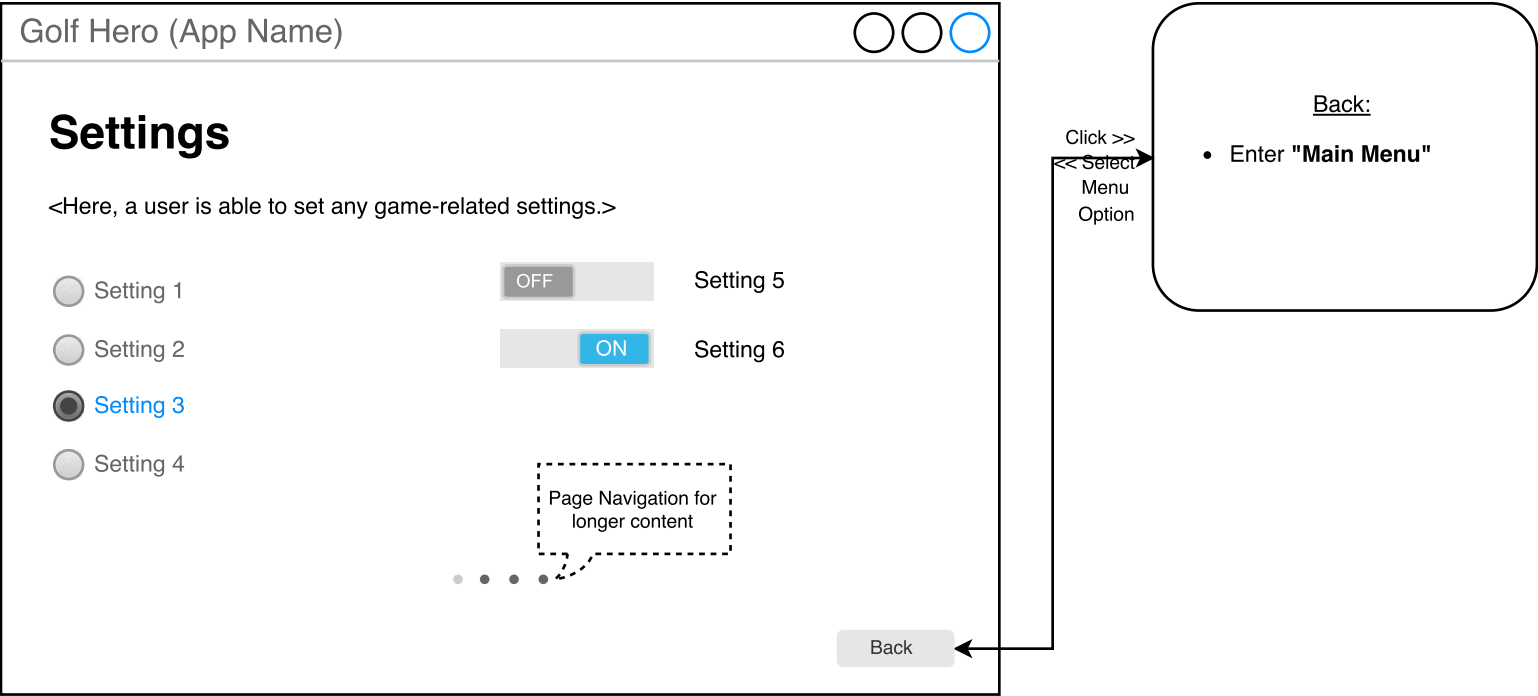 Golf Hero (App Name)
Settings
<Here, a user is able to set any game-related settings.>
Setting 1
Setting 2
Setting 3
Setting 4
OFF
Setting 5
ON
Setting 6
Page Navigation for
longer content
Back
Click >>
<< Select
Menu
Option
Back:
• Enter "Main Menu"